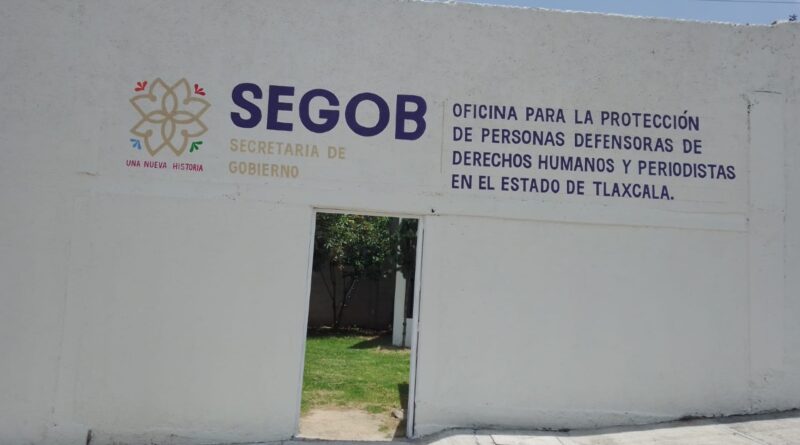 UNA NUEVA HISTORIA
SEGOB
SECRETARIA DE
GOBIERNO
OFICINA PARA LA PROTECCIÓN
DE PERSONAS DEFENSORAS DE
DERECHOS HUMANOS Y PERIODISTAS
EN EL ESTADO DE TLAXCALA.